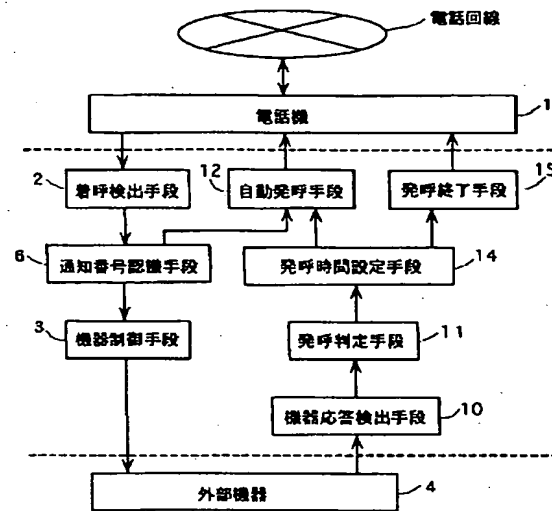 電話回線
電話機
1
2
着呼検出手段
12
自動発呼手段
15
発呼終了手段
6
通知番号認識手段
発呼時間設定手段
14
3
機器制御手段
発呼判定手段
11
機器応答検出手段
10
外部機器
4